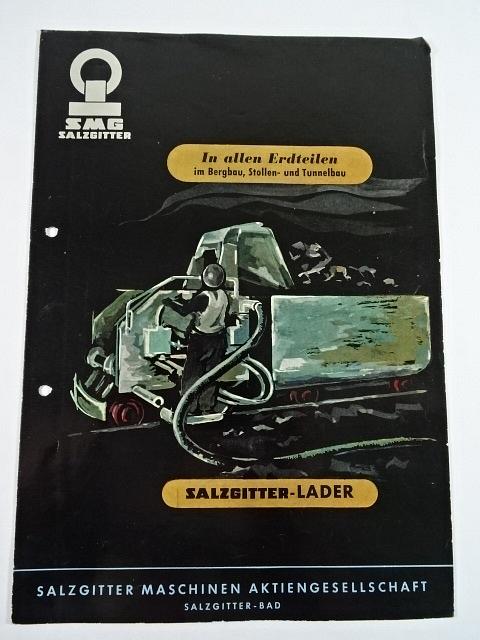 SMG
SALZGITTER
In allen Erdteilen
im Bergbau, Stollen- und Tunnelbau
SALZGITTER-LADER
SALZGITTER MASCHINEN AKTIENGESELLSCHAFT
SALZGITTER-BAD